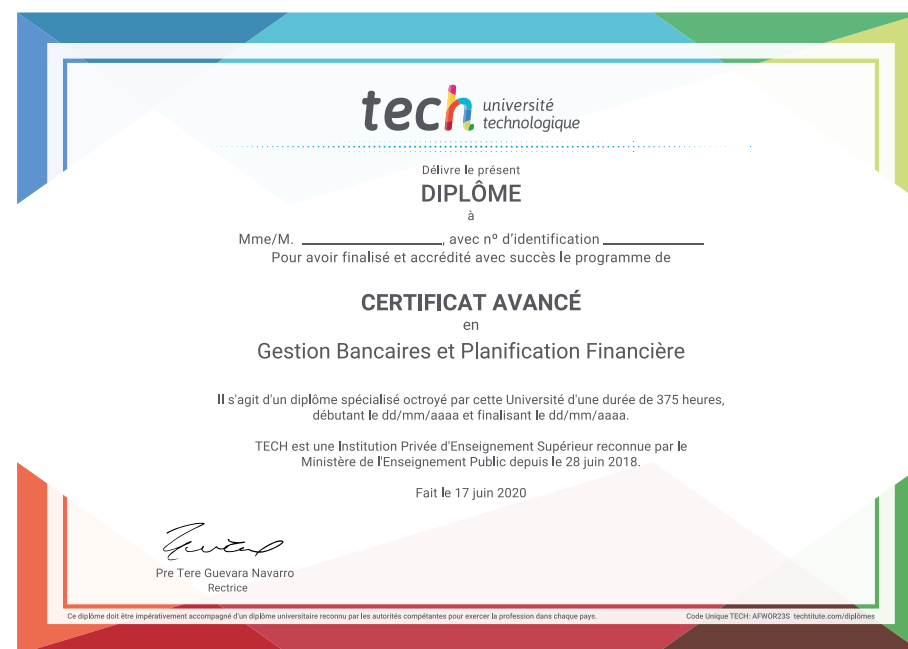 tech université
technologique
Délivre le présent
DIPLÔME
à
Mme/M. ____________________, avec nº d'identification ______________
Pour avoir finalisé et accrédité avec succès le programme de
CERTIFICAT AVANCÉ
en
Gestion Bancaires et Planification Financière
Il s'agit d'un diplôme spécialisé octroyé par cette Université d'une durée de 375 heures,
débutant le dd/mm/aaaa et finalisant le dd/mm/aaaa.
TECH est une Institution Privée d'Enseignement Supérieur reconnue par le
Ministère de l'Enseignement Public depuis le 28 juin 2018.
Fait le 17 juin 2020
Pre Tere Guevara Navarro
Rectrice
Ce diplôme doit être impérativement accompagné d'un diplôme universitaire reconnu par les autorités compétentes pour exercer la profession dans chaque pays.
Code Unique TECH: AFWOR23S techtitute.com/diplômes